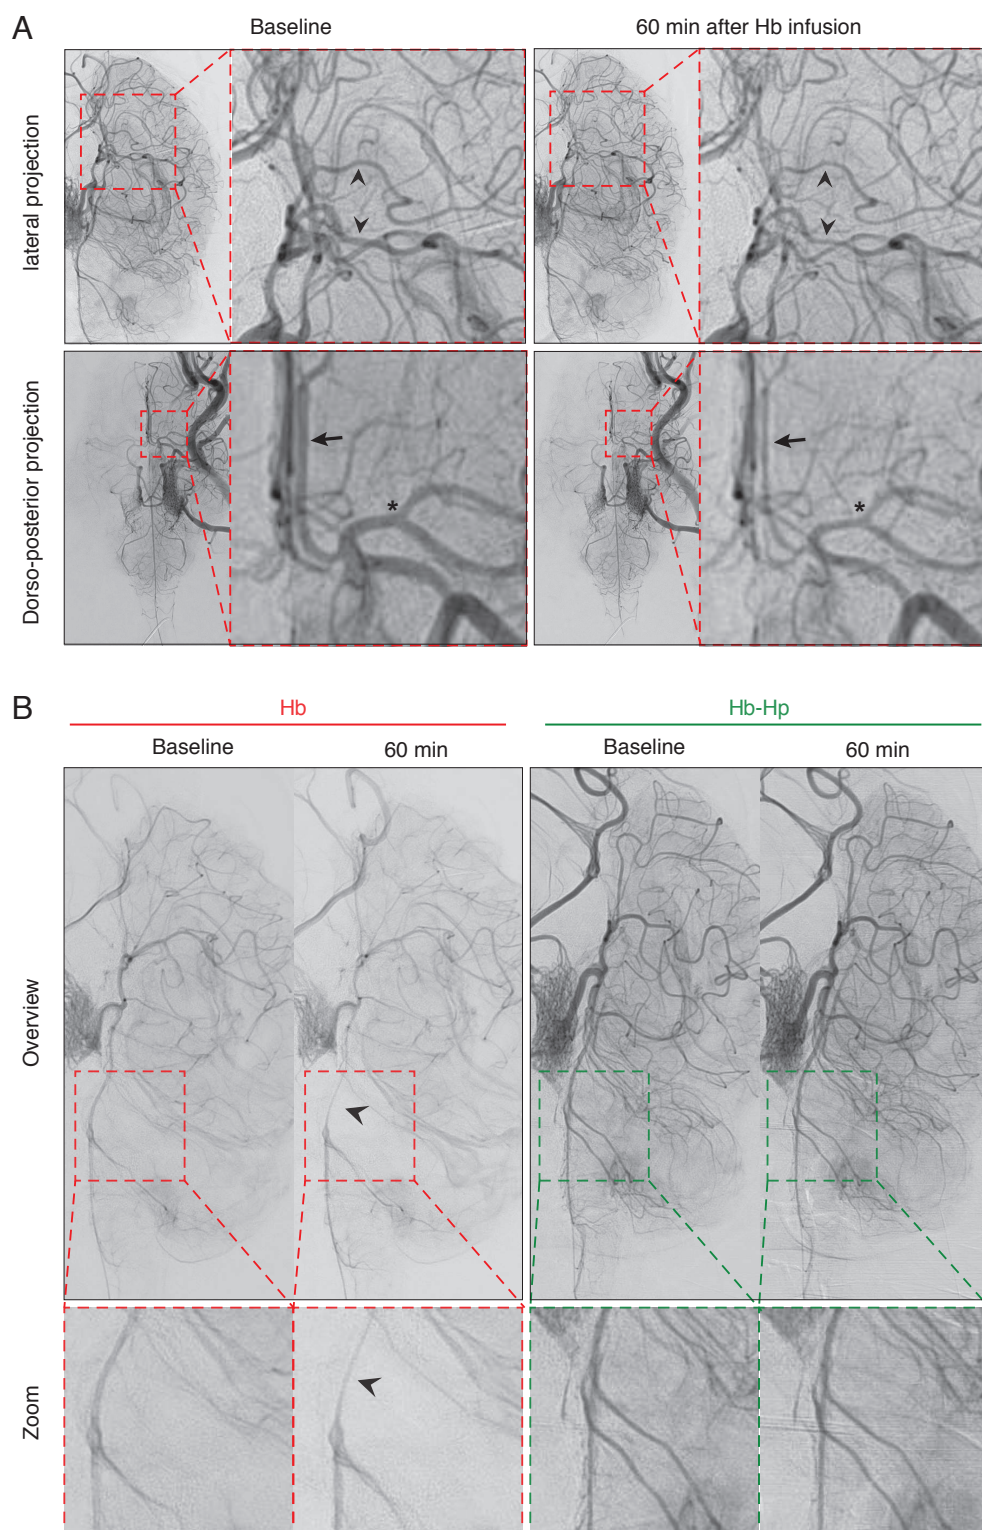 A
Baseline
60 min after Hb infusion
lateral projection
Dorso-posterior projection
*
*
B
Hb
Hb-Hp
Baseline
60 min
Baseline
60 min
Overview
Zoom